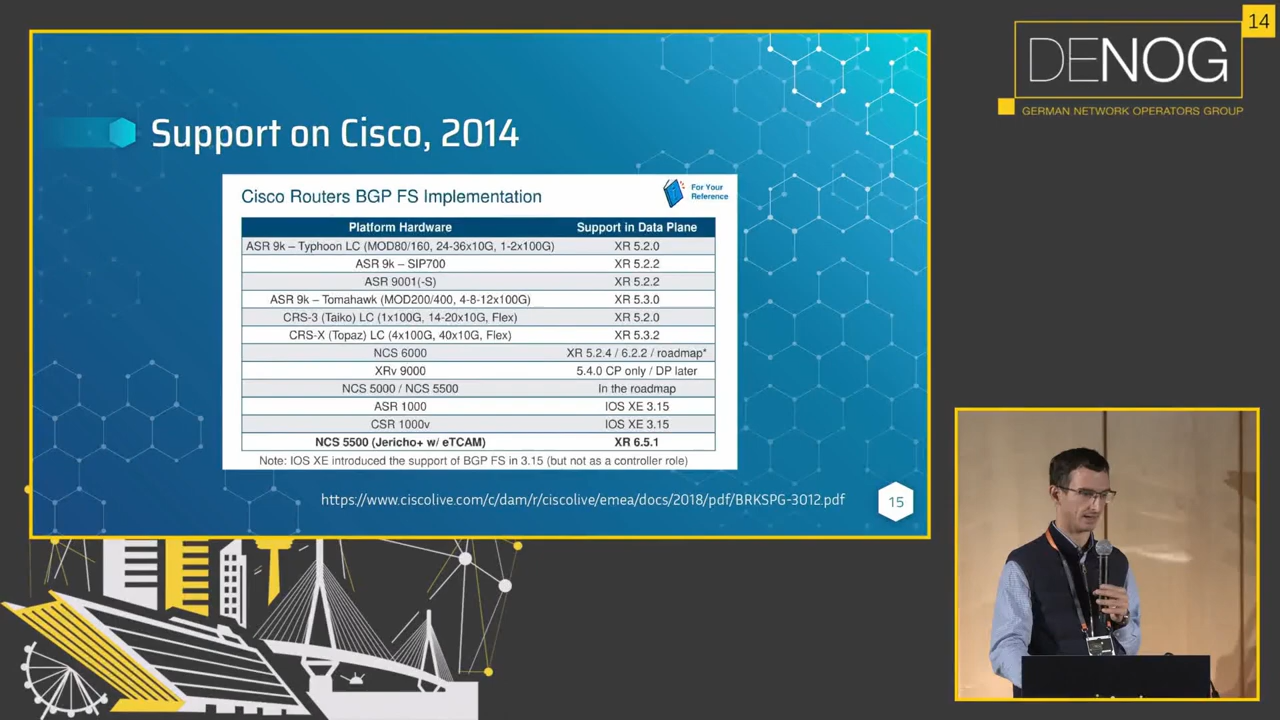 14
DENOG
GERMAN NETWORK OPERATORS GROUP
Support on Cisco, 2014
Cisco Routers BGP FS Implementation
For Your
Reference
Platform Hardware Support in Data Plane
ASR 9k – Typhoon LC (MOD80/160, 24-36x10G, 1-2x100G) XR 5.2.0
ASR 9k – SIP700 XR 5.2.2
ASR 9001(-S) XR 5.2.2
ASR 9k – Tomahawk (MOD200/400, 4-8-12x100G) XR 5.3.0
CRS-3 (Taiko) LC (1x100G, 14-20x10G, Flex) XR 5.2.0
CRS-X (Topaz) LC (4x100G, 40x10G, Flex) XR 5.3.2
NCS 6000 XR 5.2.4 / 6.2.2 / roadmap*
XRv 9000 5.4.0 CP only / DP later
NCS 5000 / NCS 5500 In the roadmap
ASR 1000 IOS XE 3.15
CSR 1000v IOS XE 3.15
NCS 5500 (Jericho+ w/ eTCAM) XR 6.5.1
Note: IOS XE introduced the support of BGP FS in 3.15 (but not as a controller role)
https://www.ciscolive.com/c/dam/r/ciscolive/emea/docs/2018/pdf/BRKSPG-3012.pdf
15